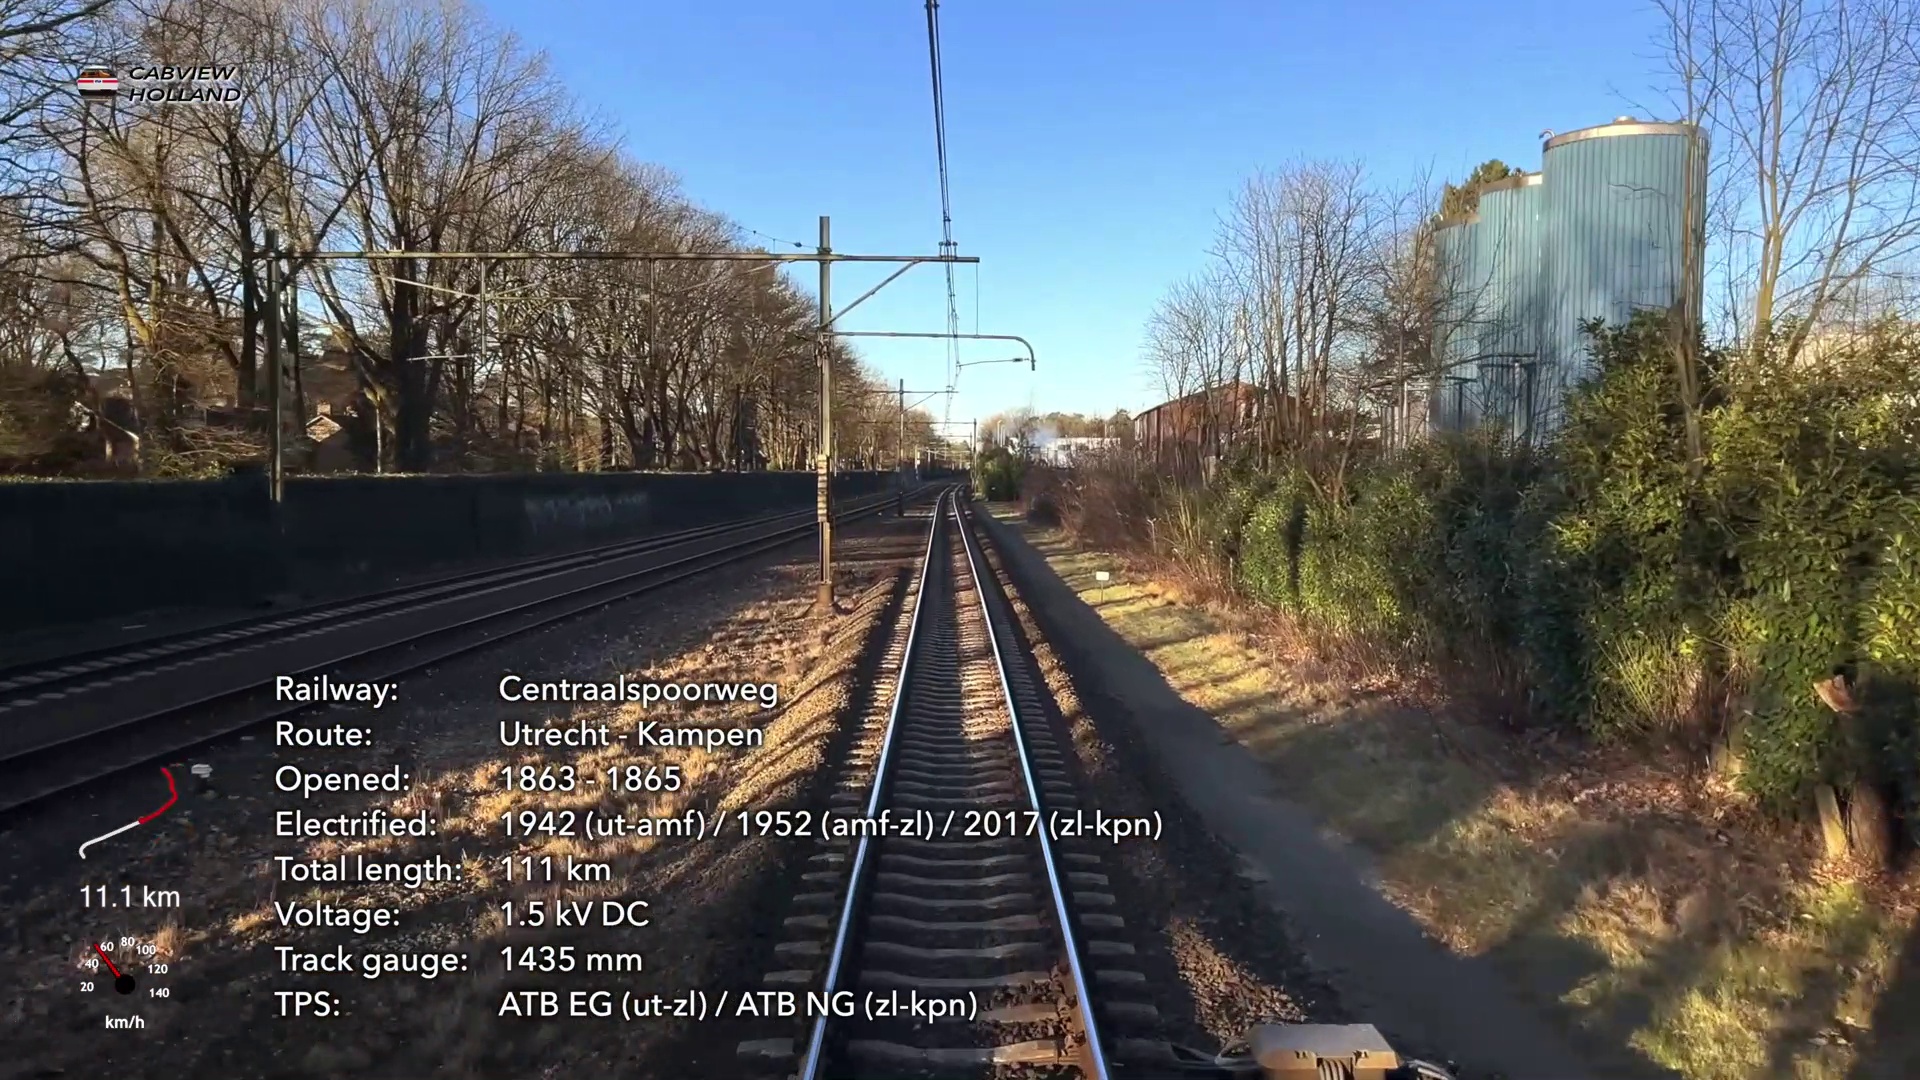 CABVIEW
HOLLAND
Railway: Centraalspoorweg
Route: Utrecht - Kampen
Opened: 1863 - 1865
Electrified: 1942 (ut-amf) / 1952 (amf-zl) / 2017 (zl-kpn)
Total length: 111 km
Voltage: 1.5 kV DC
Track gauge: 1435 mm
TPS: ATB EG (ut-zl) / ATB NG (zl-kpn)
11.1 km
20 40 60 80 100 120 140
km/h